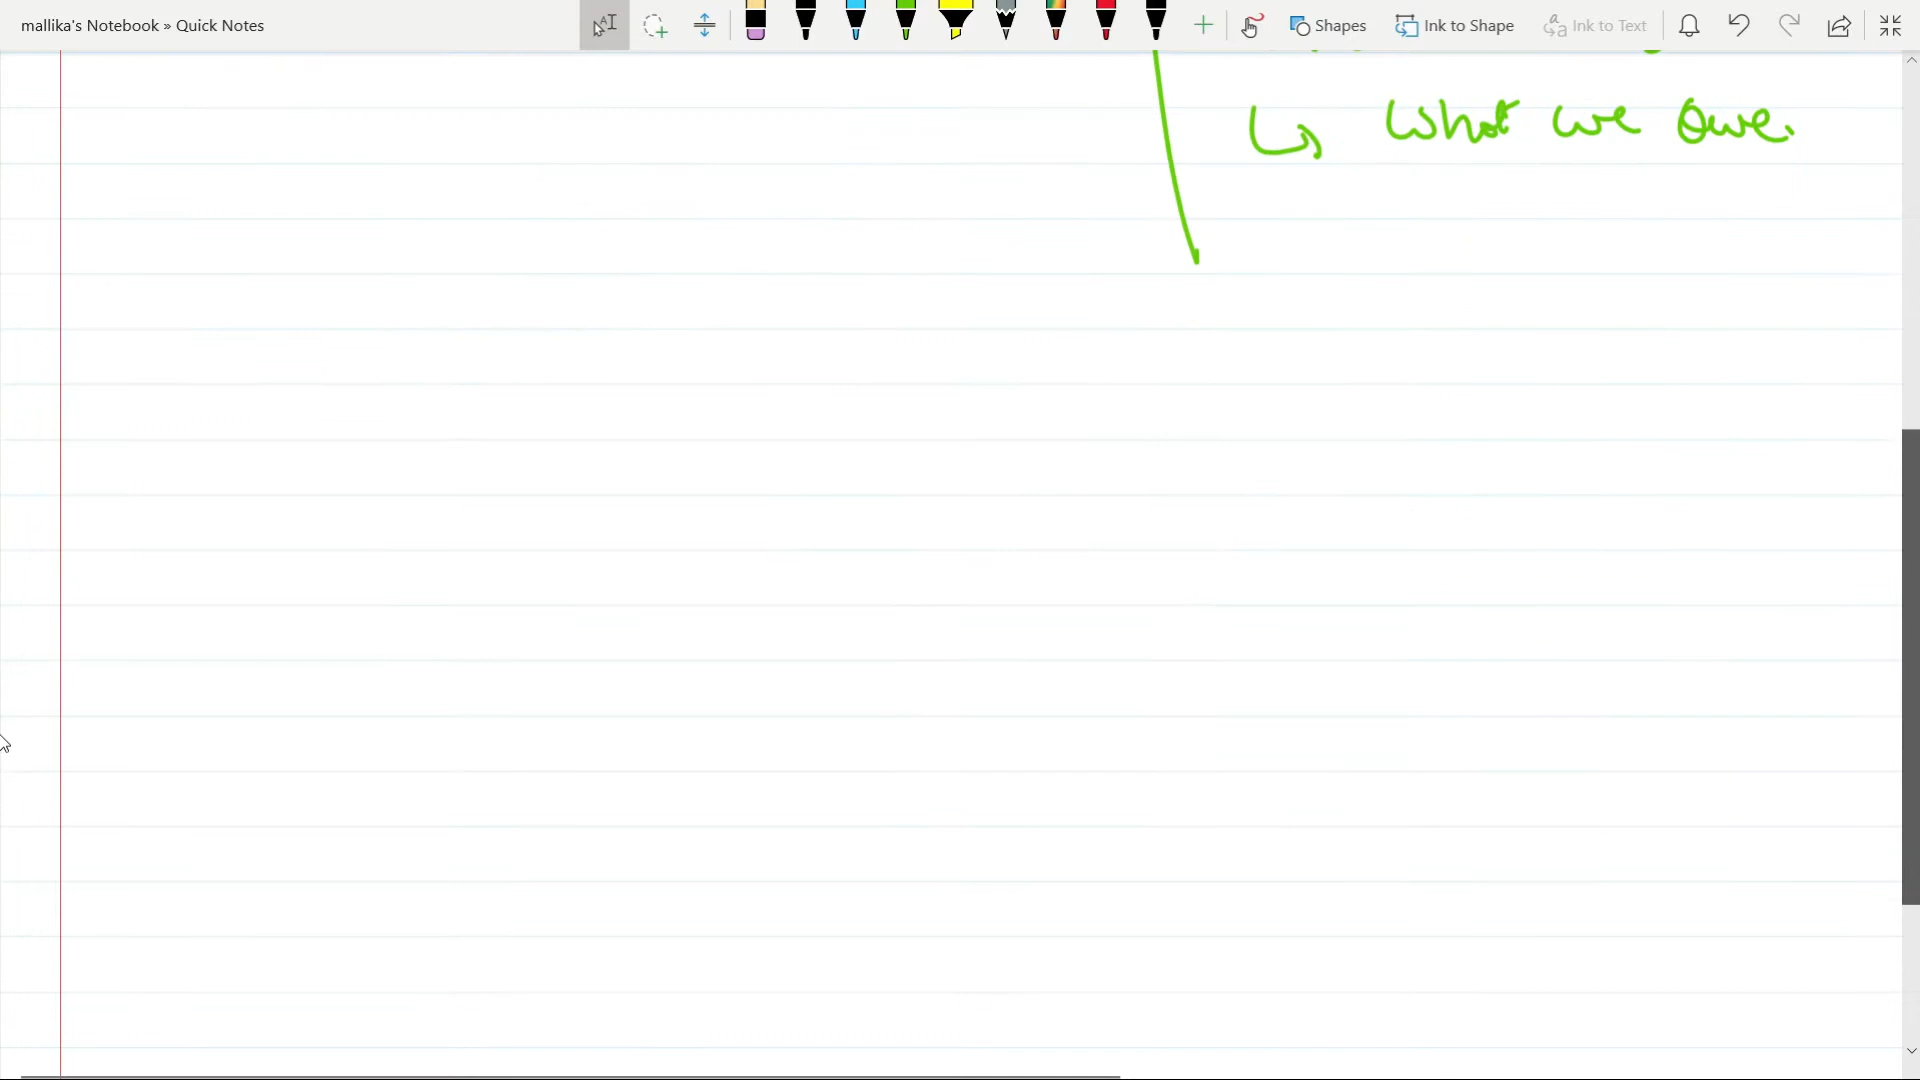 mallika's Notebook » Quick Notes
Shapes
Ink to Shape
Ink to Text
What we owe.